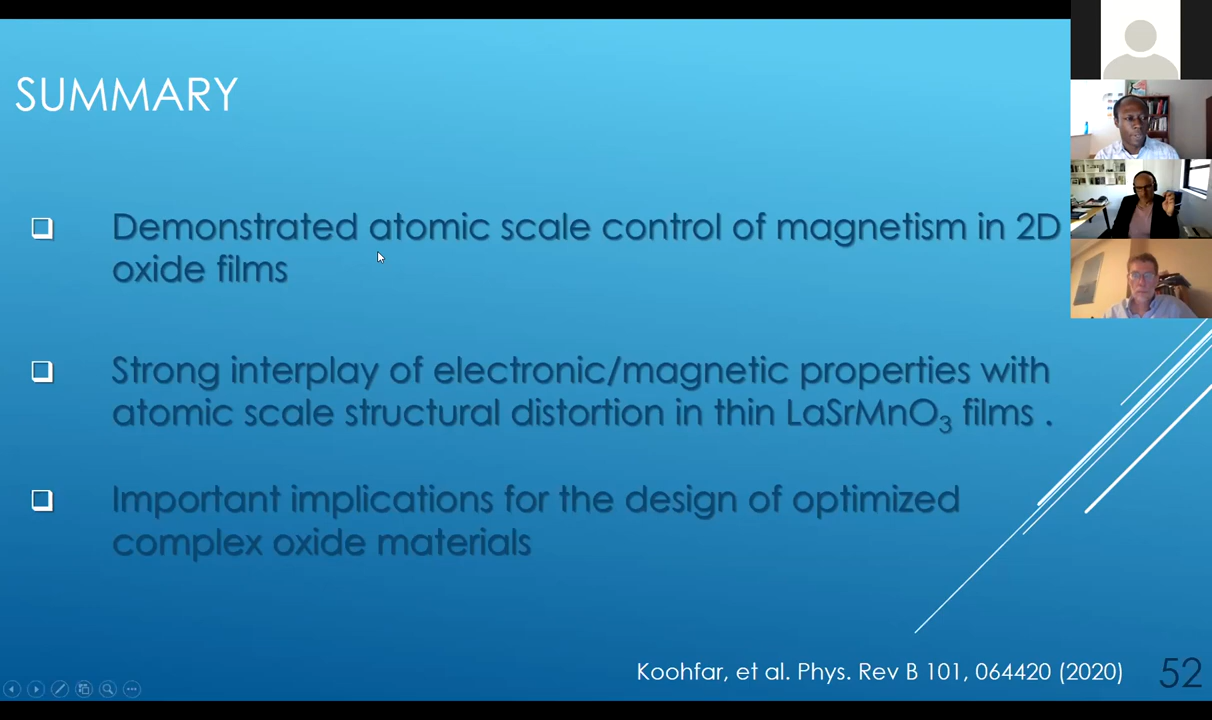 SUMMARY
Demonstrated atomic scale control of magnetism in 2D
oxide films
Strong interplay of electronic/magnetic properties with
atomic scale structural distortion in thin LaSrMnO₃ films .
Important implications for the design of optimized
complex oxide materials
Koohfar, et al. Phys. Rev B 101, 064420 (2020)
52